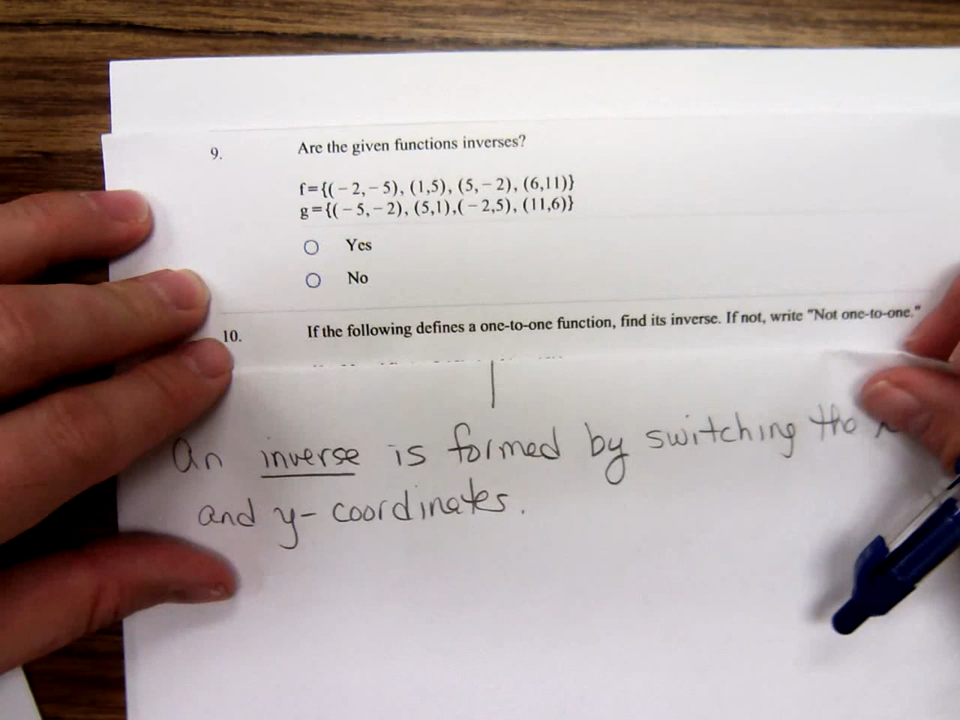 9. Are the given functions inverses?
f={(−2,−5), (1,5), (5,−2), (6,11)}
g={(−5,−2), (5,1),(−2,5), (11,6)}
Yes
No
10. If the following defines a one-to-one function, find its inverse. If not, write "Not one-to-one."
An inverse is formed by switching the
and y-coordinates.